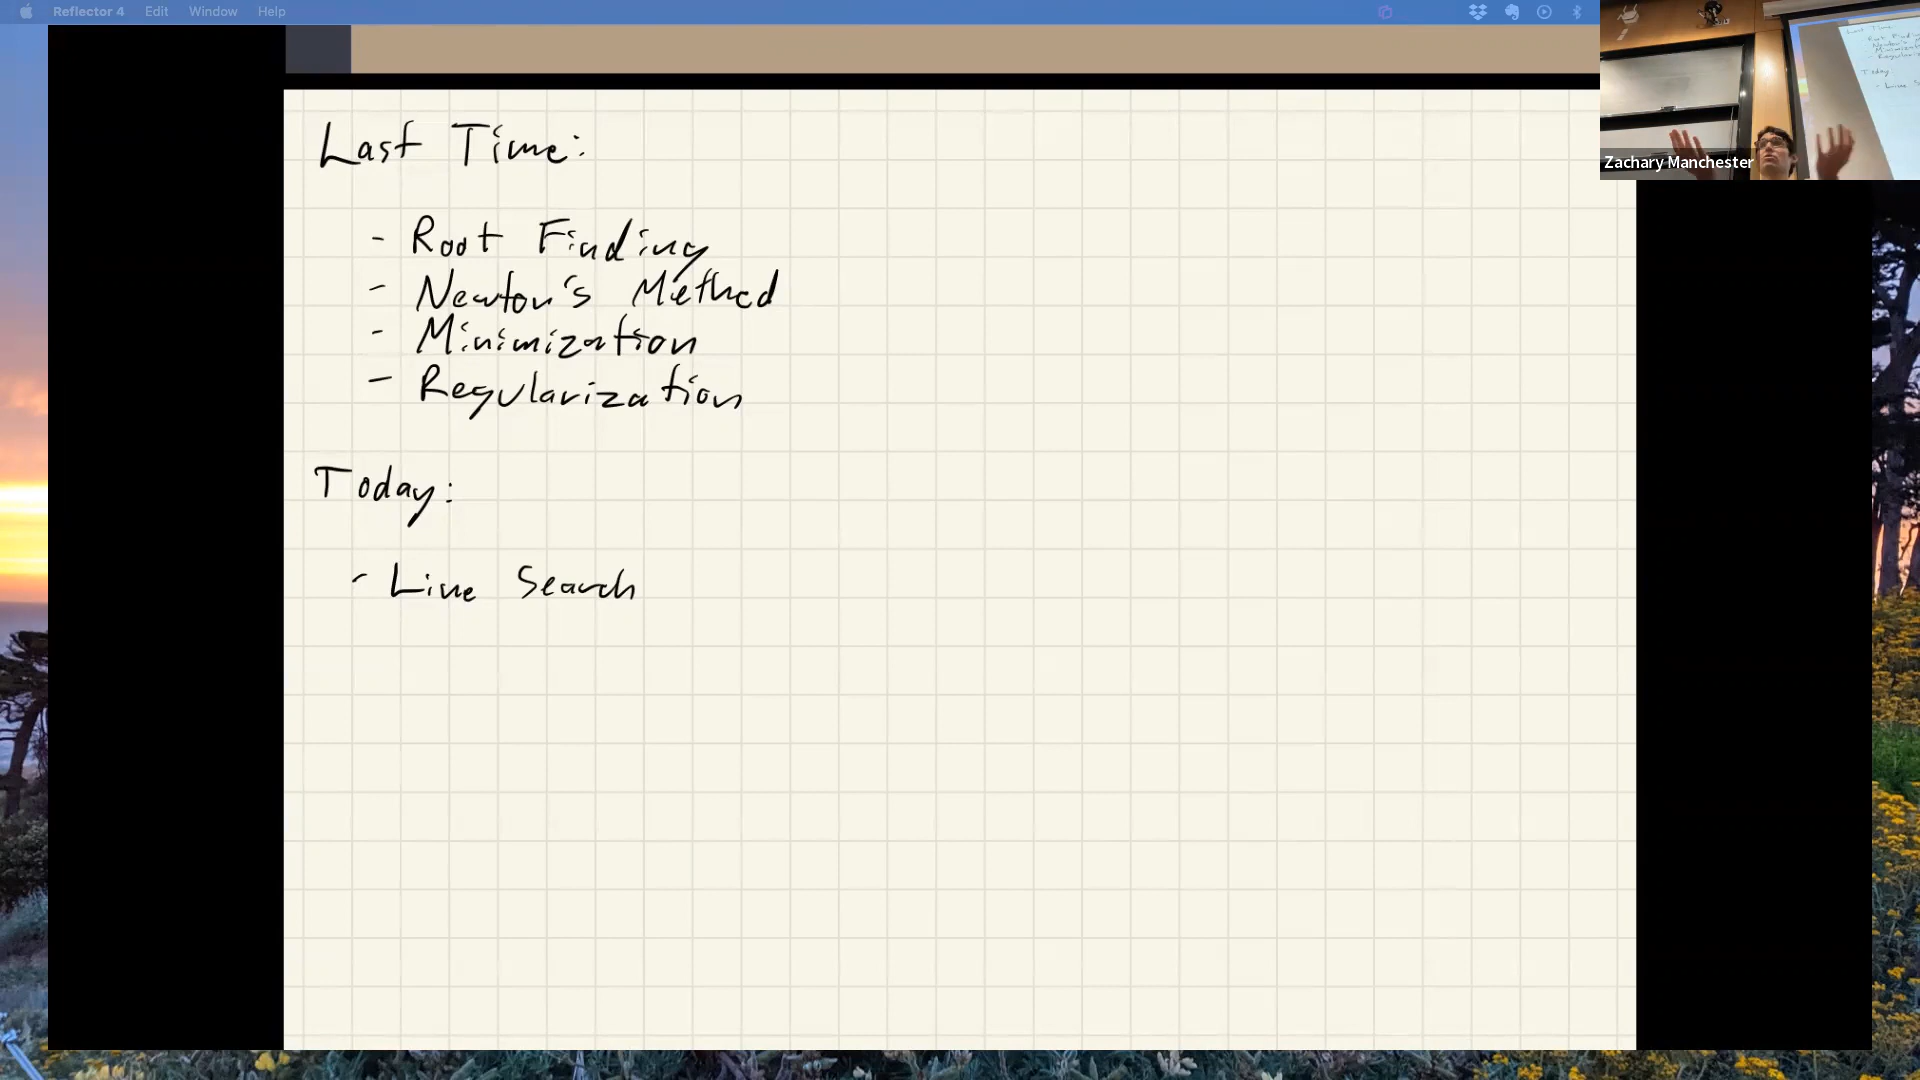 Reflector 4 Edit Window Help
Last Time:
- Root Finding
- Newton's Method
- Minimization
- Regularization
Today:
- Line Search
Zachary Manchester